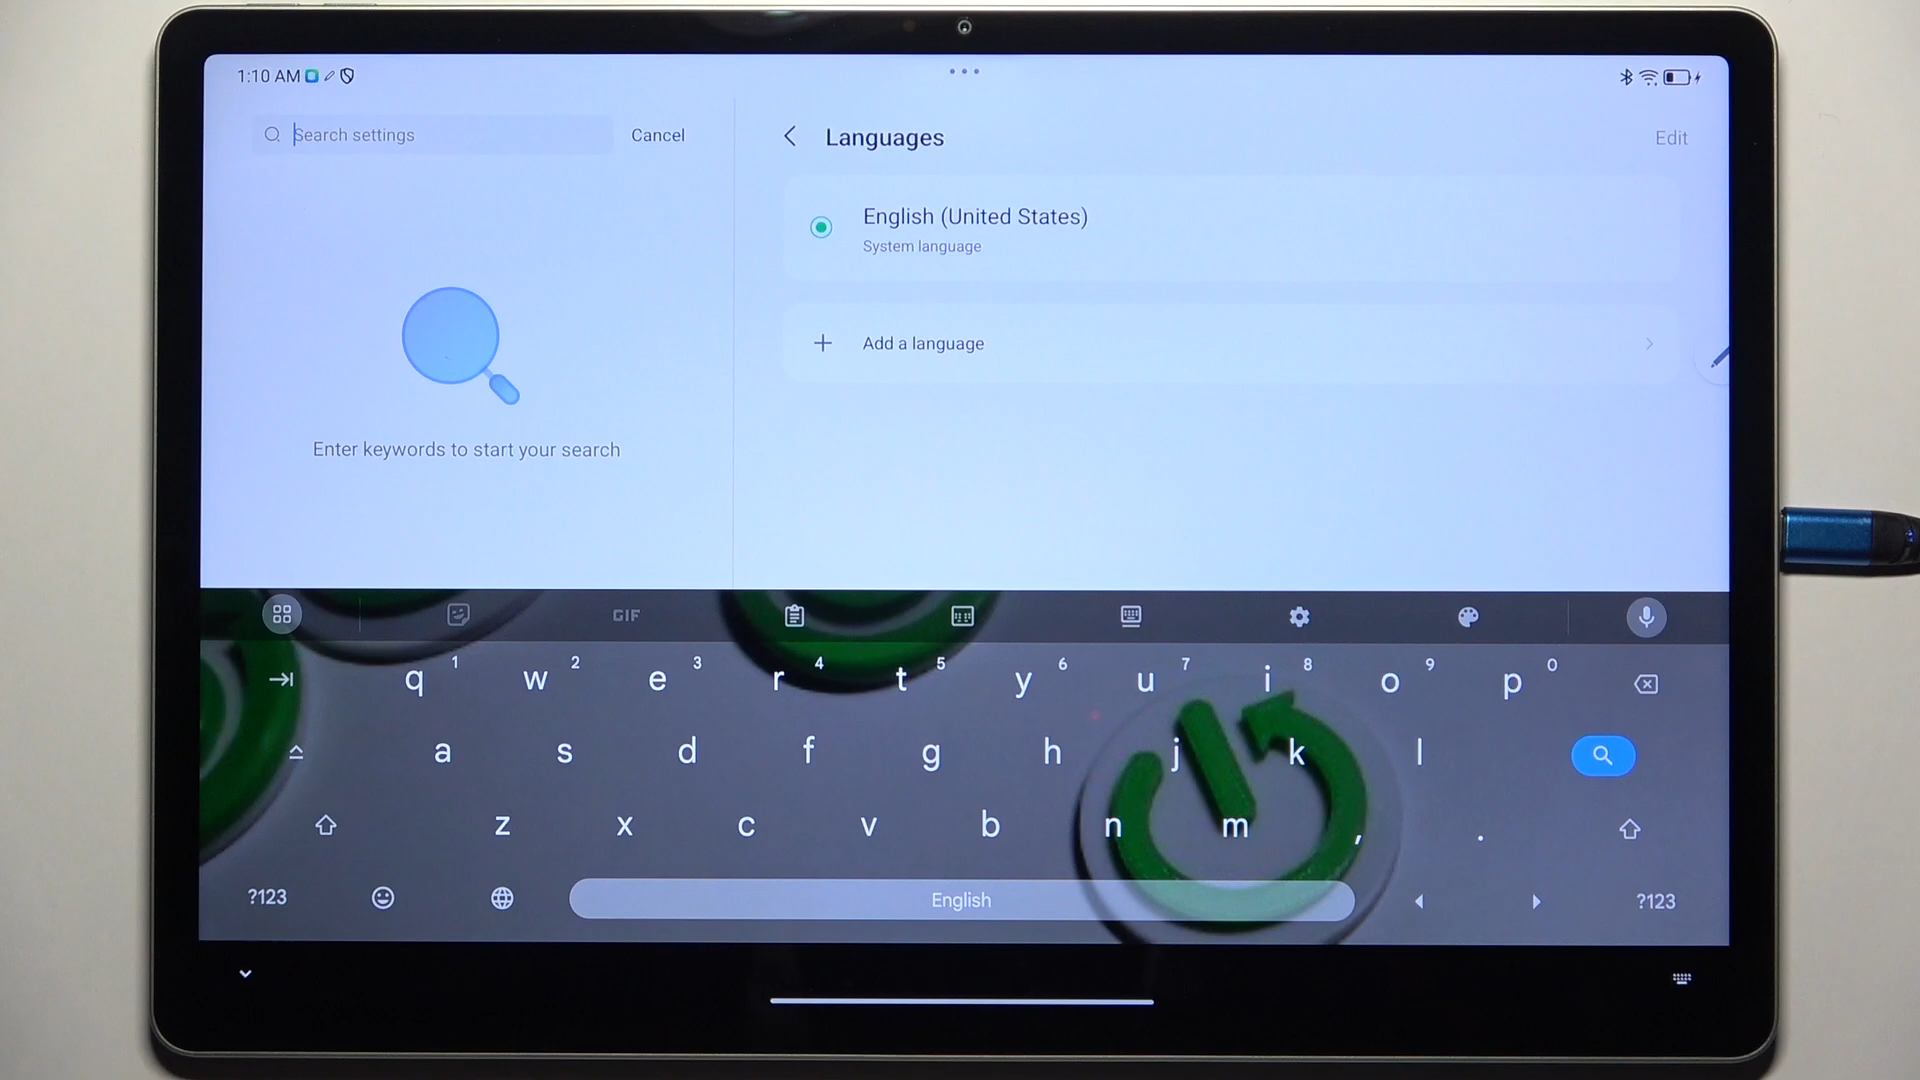 1:10 AM
Search settings
Cancel
Enter keywords to start your search
Languages
Edit
English (United States)
System language
Add a language
GIF
q 1 w 2 e 3 r 4 t 5 y 6 u 7 i 8 o 9 p 0
a s d f g h j k l
z x c v b n m , .
?123 English ?123